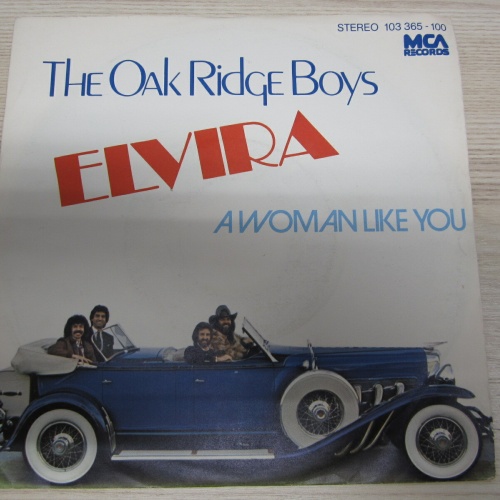 STEREO 103 365 - 100
MCA
RECORDS
The Oak Ridge Boys
ELVIRA
A WOMAN LIKE YOU